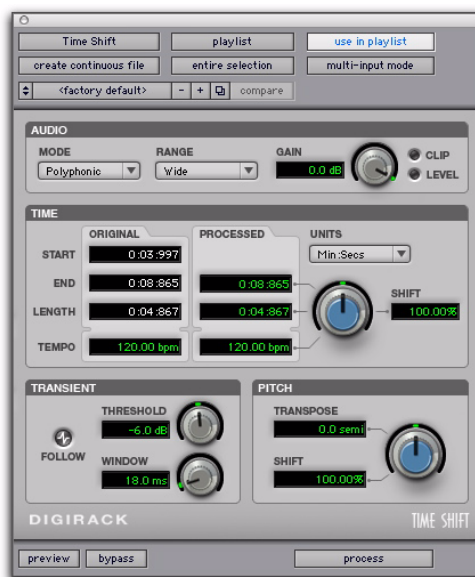 Time Shift playlist use in playlist
create continuous file entire selection multi-input mode
<factory default> - + compare
AUDIO
MODE RANGE GAIN
Polyphonic Wide 0.0 dB CLIP
LEVEL
TIME
ORIGINAL PROCESSED UNITS
START 0:03:997 Min:Secs
END 0:08:865 0:08:865
SHIFT
LENGTH 0:04:867 0:04:867 100.00%
TEMPO 120.00 bpm 120.00 bpm
TRANSIENT PITCH
THRESHOLD TRANSPOSE
-6.0 dB 0.0 semi
FOLLOW WINDOW SHIFT
18.0 ms 100.00%
DIGIRACK TIME SHIFT
preview bypass process